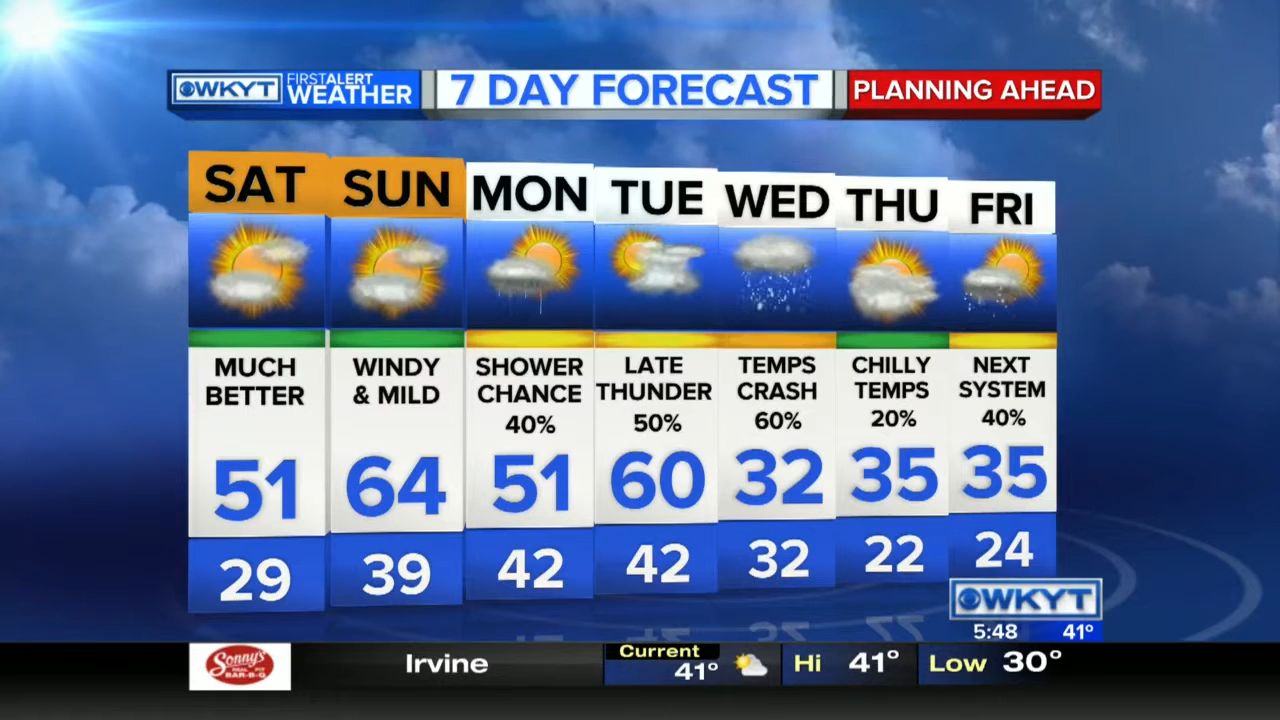 WKYT FIRST ALERT WEATHER
7 DAY FORECAST
PLANNING AHEAD
SAT SUN MON TUE WED THU FRI
MUCH BETTER
WINDY & MILD
SHOWER CHANCE 40%
LATE THUNDER 50%
TEMPS CRASH 60%
CHILLY TEMPS 20%
NEXT SYSTEM 40%
51 64 51 60 32 35 35
29 39 42 42 32 22 24
WKYT
5:48 41°
Sonny's
BAR-B-Q
Irvine
Current
41°
Hi 41°
Low 30°